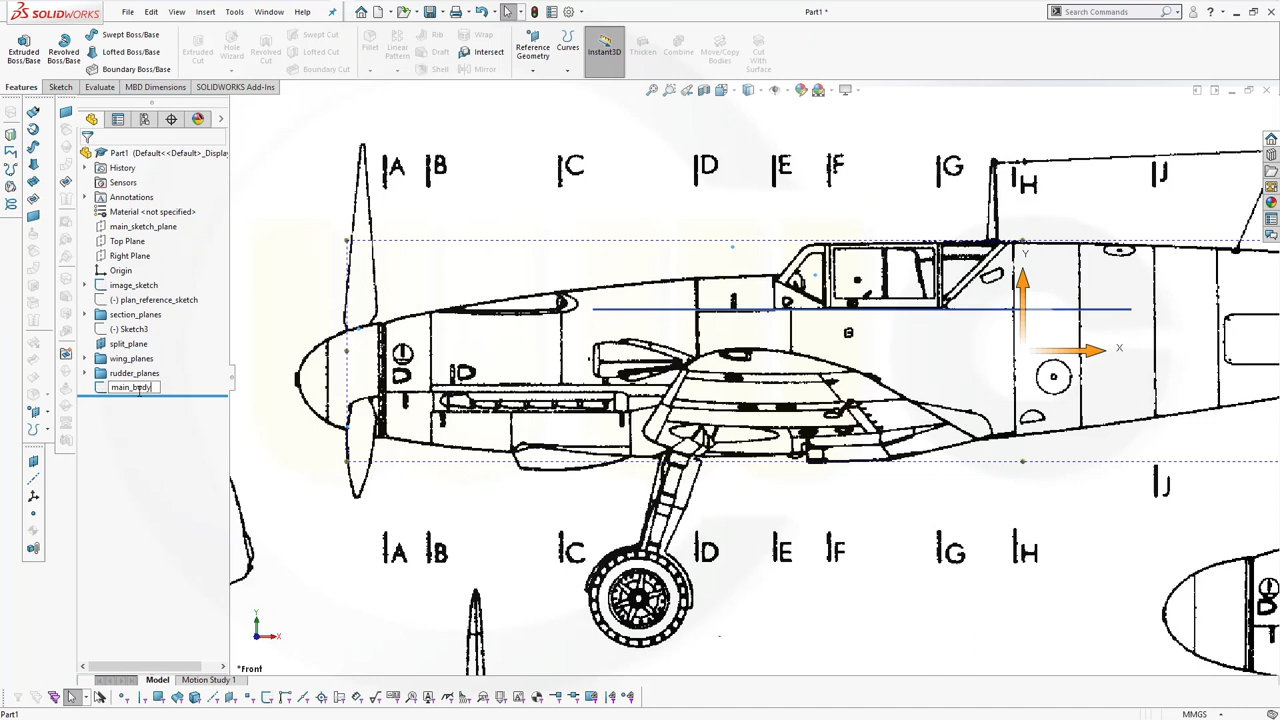 SOLIDWORKS File Edit View Insert Tools Window Part1 * Search Commands
Extruded Boss/Base Revolved Boss/Base Swept Boss/Base Lofted Boss/Base Boundary Boss/Base Extruded Cut Hole Wizard Revolved Cut Swept Cut Lofted Cut Boundary Cut Fillet Linear Pattern Rib Draft Shell Wrap Intersect Mirror Reference Geometry Curves Instant3D Thicken Combine Move/Copy Bodies Cut With Surface
Features Sketch Evaluate MBD Dimensions SOLIDWORKS Add-Ins
Part1 (Default<<Default>_Display
History
Sensors
Annotations
Material <not specified>
main_sketch_plane
Top Plane
Right Plane
Origin
image_sketch
(-) plan_reference_sketch
section_planes
(-) Sketch3
split_plane
wing_planes
rudder_planes
main_body
A B C D E F G H J
Y
X
J
A B C D E F G H
Y
X
*Front
Model Motion Study 1
Part1 MMGS